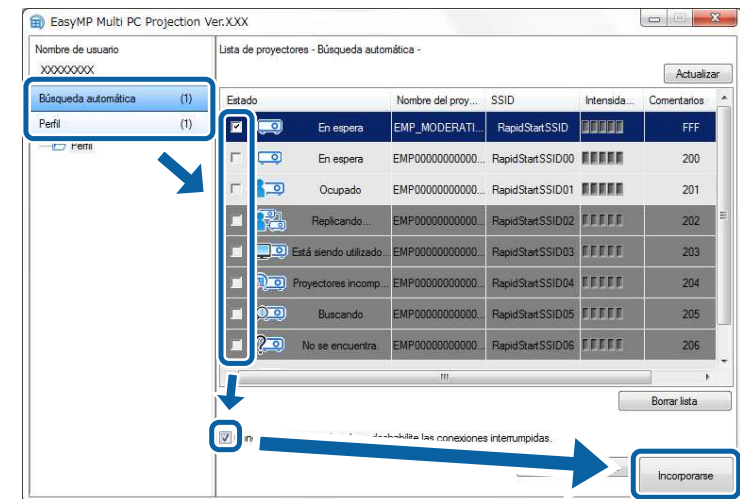 EasyMP Multi PC Projection Ver.XXX
Nombre de usuario
XXXXXXXX
Búsqueda automática (1)
Perfil (1)
Perfil
Lista de proyectores - Búsqueda automática -
Actualizar
Estado Nombre del proy... SSID Intensida... Comentarios
En espera EMP_MODERATI... RapidStartSSID FFF
En espera EMP00000000000... RapidStartSSID00 200
Ocupado EMP00000000000... RapidStartSSID01 201
Replicando... EMP00000000000... RapidStartSSID02 202
Está siendo utilizado... EMP00000000000... RapidStartSSID03 203
Proyectores incomp... EMP00000000000... RapidStartSSID04 204
Buscando EMP00000000000... RapidStartSSID05 205
No se encuentra. EMP00000000000... RapidStartSSID06 206
Borrar lista
las conexiones interrumpidas.
Incorporarse